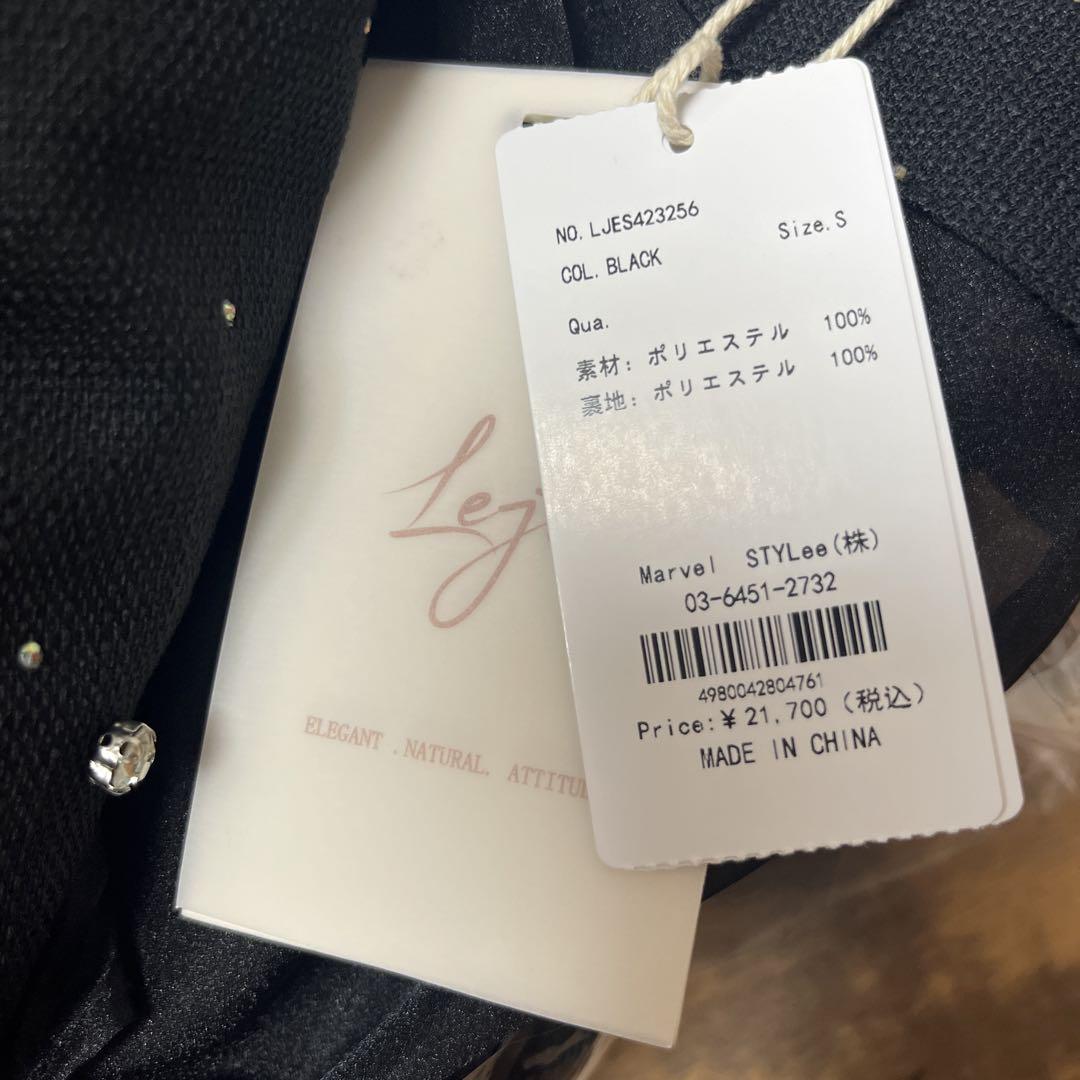 NO. LJES423256
Size. S
COL. BLACK
Qua.
素材: ポリエステル 100%
裏地: ポリエステル 100%
Marvel STYLee(株)
03-6451-2732
4980042804761
Price:¥21,700 (税込)
MADE IN CHINA
ELEGANT .NATURAL.